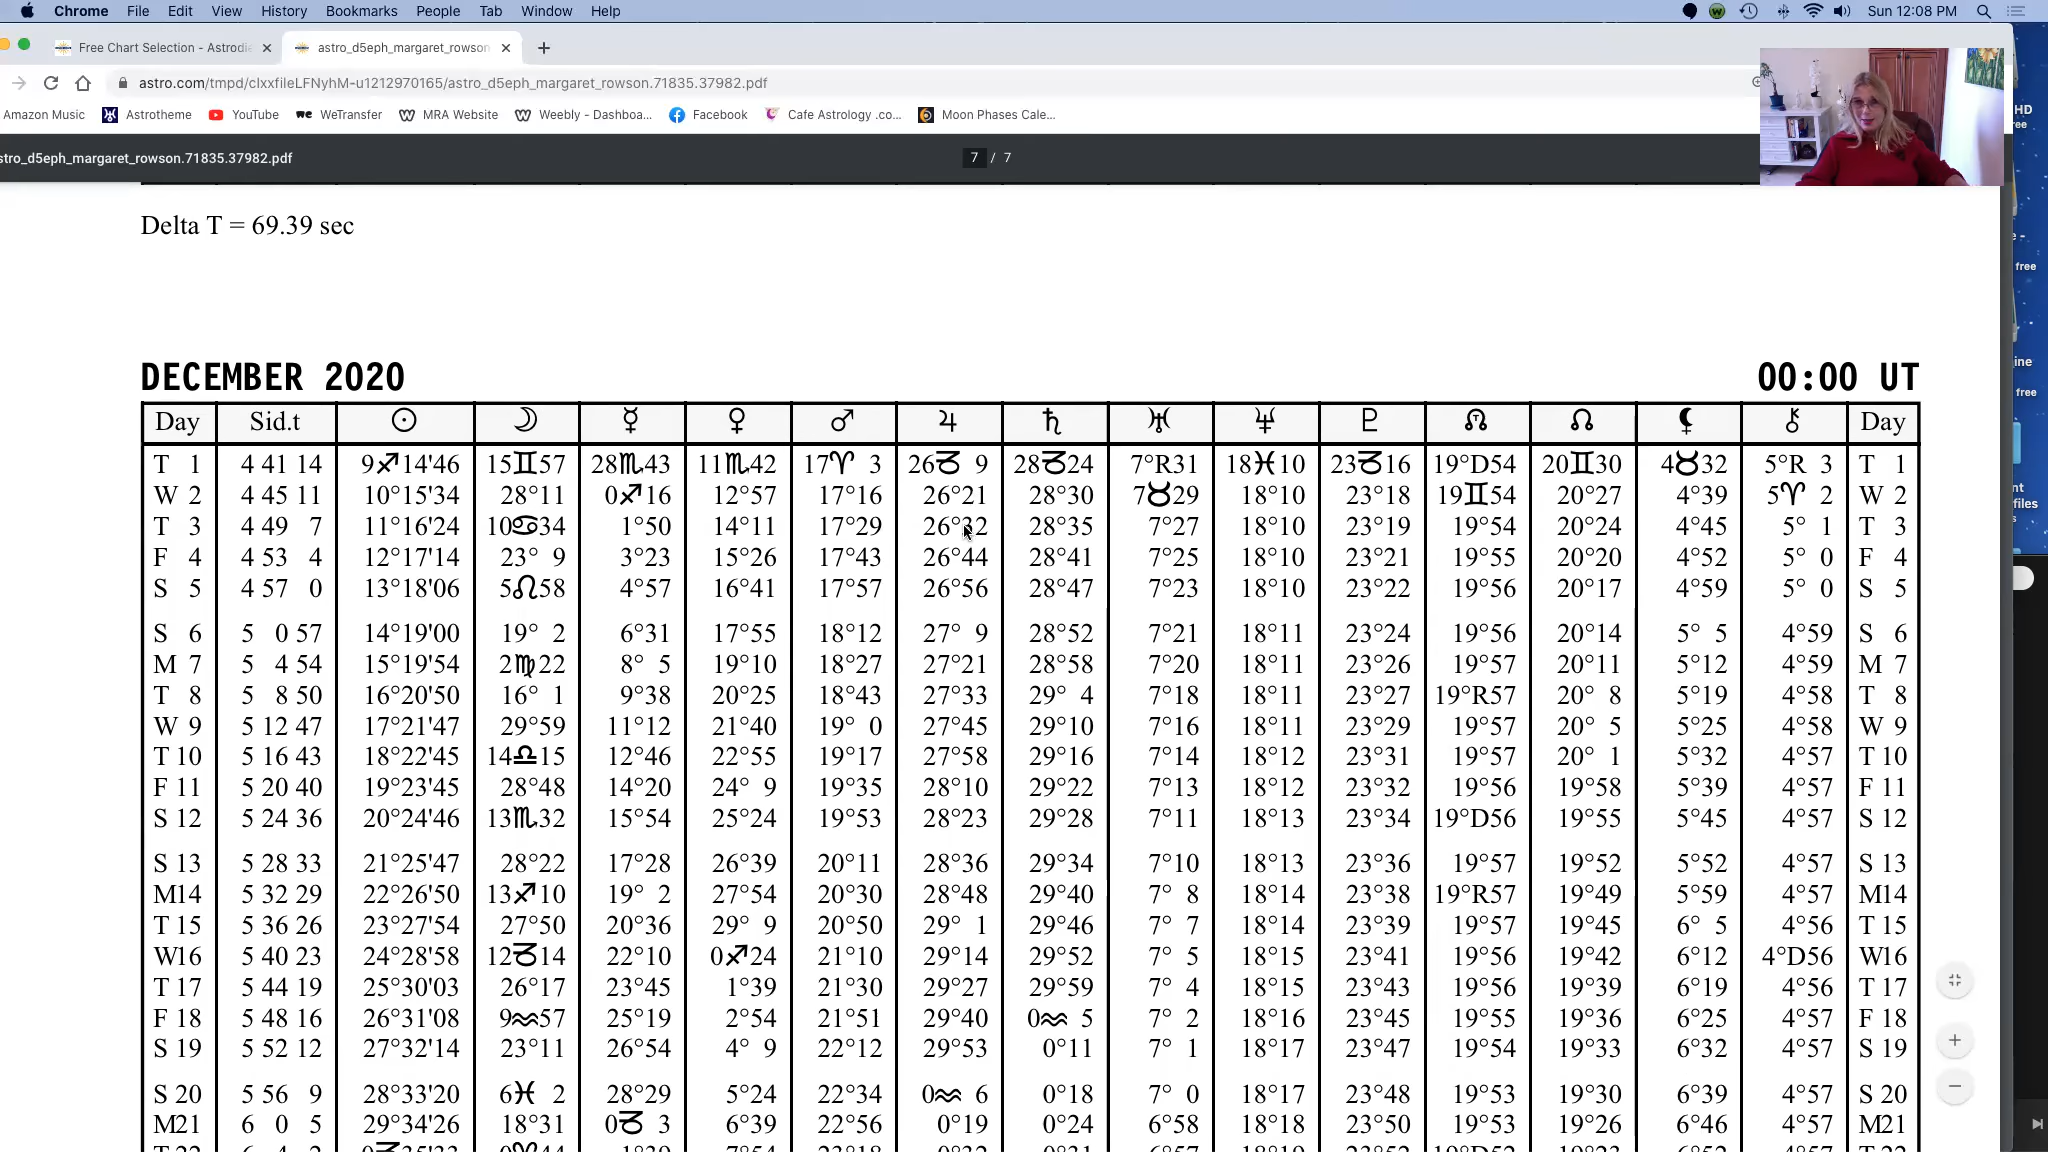 Chrome File Edit View History Bookmarks People Tab Window Help Sun 12:08 PM
Free Chart Selection - Astrodie astro_d5eph_margaret_rowson
astro.com/tmpd/clxxfileLFNyhM-u1212970165/astro_d5eph_margaret_rowson.71835.37982.pdf
Amazon Music Astrotheme YouTube WeTransfer MRA Website Weebly - Dashboa... Facebook Cafe Astrology .co... Moon Phases Cale...
stro_d5eph_margaret_rowson.71835.37982.pdf 7 / 7
HD
ree
free
ine
free
nt
files
Delta T = 69.39 sec
DECEMBER 2020 00:00 UT
Day Sid.t ☉ ☽ ☿ ♀ ♂ ♃ ♄ ♅ ♆ ♇ ☊ ☊ ⚸ ⚷ Day
T 1 4 41 14 9♐14'46 15♊57 28♏43 11♏42 17♈ 3 26♑ 9 28♑24 7°R31 18♓10 23♑16 19°D54 20♊30 4♉32 5°R 3 T 1
W 2 4 45 11 10°15'34 28°11 0♐16 12°57 17°16 26°21 28°30 7♉29 18°10 23°18 19♊54 20°27 4°39 5♈ 2 W 2
T 3 4 49 7 11°16'24 10♋34 1°50 14°11 17°29 26°32 28°35 7°27 18°10 23°19 19°54 20°24 4°45 5° 1 T 3
F 4 4 53 4 12°17'14 23° 9 3°23 15°26 17°43 26°44 28°41 7°25 18°10 23°21 19°55 20°20 4°52 5° 0 F 4
S 5 4 57 0 13°18'06 5♌58 4°57 16°41 17°57 26°56 28°47 7°23 18°10 23°22 19°56 20°17 4°59 5° 0 S 5
S 6 5 0 57 14°19'00 19° 2 6°31 17°55 18°12 27° 9 28°52 7°21 18°11 23°24 19°56 20°14 5° 5 4°59 S 6
M 7 5 4 54 15°19'54 2♍22 8° 5 19°10 18°27 27°21 28°58 7°20 18°11 23°26 19°57 20°11 5°12 4°59 M 7
T 8 5 8 50 16°20'50 16° 1 9°38 20°25 18°43 27°33 29° 4 7°18 18°11 23°27 19°R57 20° 8 5°19 4°58 T 8
W 9 5 12 47 17°21'47 29°59 11°12 21°40 19° 0 27°45 29°10 7°16 18°11 23°29 19°57 20° 5 5°25 4°58 W 9
T 10 5 16 43 18°22'45 14♎15 12°46 22°55 19°17 27°58 29°16 7°14 18°12 23°31 19°57 20° 1 5°32 4°57 T 10
F 11 5 20 40 19°23'45 28°48 14°20 24° 9 19°35 28°10 29°22 7°13 18°12 23°32 19°56 19°58 5°39 4°57 F 11
S 12 5 24 36 20°24'46 13♏32 15°54 25°24 19°53 28°23 29°28 7°11 18°13 23°34 19°D56 19°55 5°45 4°57 S 12
S 13 5 28 33 21°25'47 28°22 17°28 26°39 20°11 28°36 29°34 7°10 18°13 23°36 19°57 19°52 5°52 4°57 S 13
M14 5 32 29 22°26'50 13♐10 19° 2 27°54 20°30 28°48 29°40 7° 8 18°14 23°38 19°R57 19°49 5°59 4°57 M14
T 15 5 36 26 23°27'54 27°50 20°36 29° 9 20°50 29° 1 29°46 7° 7 18°14 23°39 19°57 19°45 6° 5 4°56 T 15
W16 5 40 23 24°28'58 12♑14 22°10 0♐24 21°10 29°14 29°52 7° 5 18°15 23°41 19°56 19°42 6°12 4°D56 W16
T 17 5 44 19 25°30'03 26°17 23°45 1°39 21°30 29°27 29°59 7° 4 18°15 23°43 19°56 19°39 6°19 4°56 T 17
F 18 5 48 16 26°31'08 9♒57 25°19 2°54 21°51 29°40 0♒ 5 7° 2 18°16 23°45 19°55 19°36 6°25 4°57 F 18
S 19 5 52 12 27°32'14 23°11 26°54 4° 9 22°12 29°53 0°11 7° 1 18°17 23°47 19°54 19°33 6°32 4°57 S 19
S 20 5 56 9 28°33'20 6♓ 2 28°29 5°24 22°34 0♒ 6 0°18 7° 0 18°17 23°48 19°53 19°30 6°39 4°57 S 20
M21 6 0 5 29°34'26 18°31 0♑ 3 6°39 22°56 0°19 0°24 6°58 18°18 23°50 19°53 19°26 6°46 4°57 M21